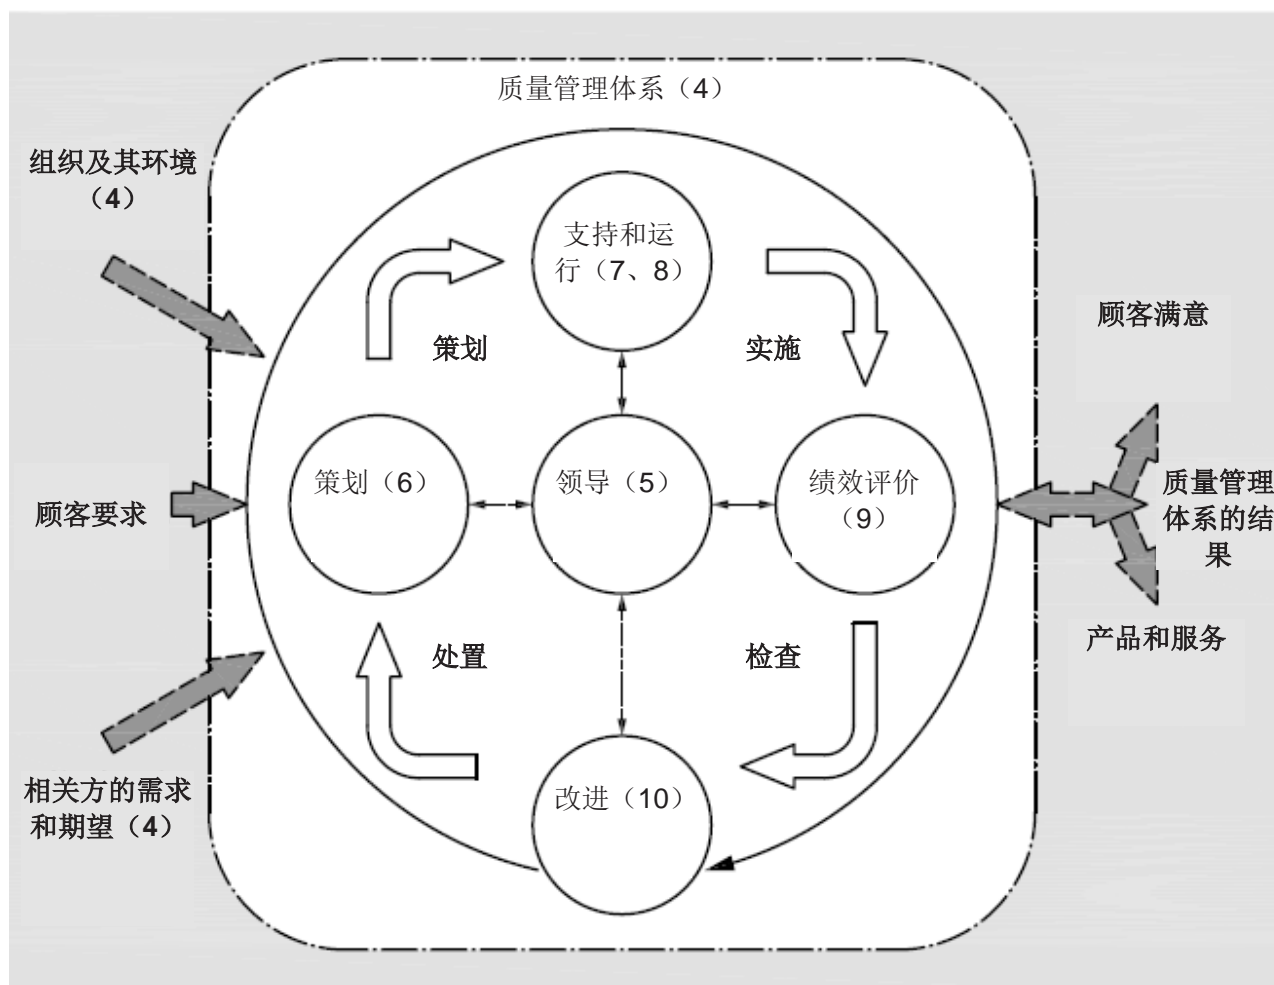 质量管理体系（4）
组织及其环境
（4）
支持和运
行（7、8）
策划
实施
顾客满意
顾客要求
策划（6）
领导（5）
绩效评价
（9）
质量管理
体系的结
果
处置
检查
产品和服务
相关方的需求
和期望（4）
改进（10）